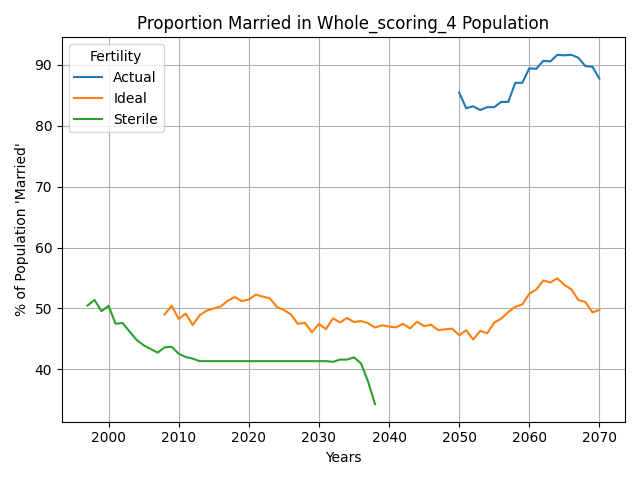 Proportion Married in Whole_scoring_4 Population
Fertility
Actual
Ideal
Sterile
% of Population 'Married'
90
80
70
60
50
40
2000
2010
2020
2030
2040
2050
2060
2070
Years